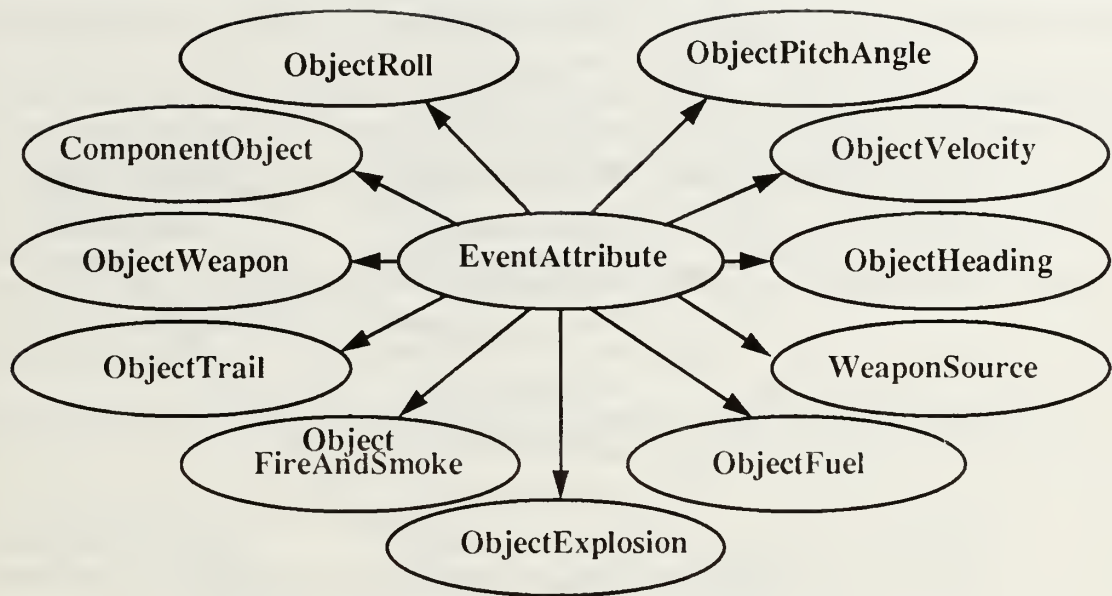 ObjectRoll
ObjectPitchAngle
ComponentObject
ObjectVelocity
ObjectWeapon
EventAttribute
ObjectHeading
ObjectTrail
WeaponSource
Object
FireAndSmoke
ObjectFuel
ObjectExplosion